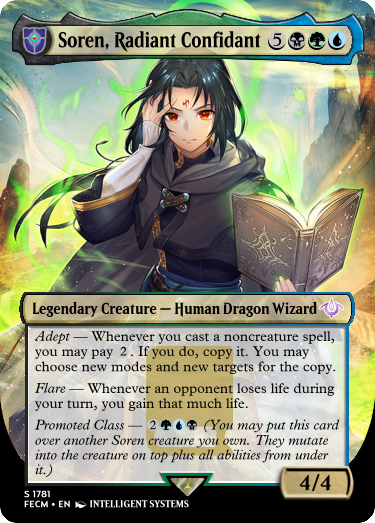 Soren, Radiant Confidant 5
Legendary Creature — Human Dragon Wizard
Adept — Whenever you cast a noncreature spell,
you may pay 2 . If you do, copy it. You may
choose new modes and new targets for the copy.
Flare — Whenever an opponent loses life during
your turn, you gain that much life.
Promoted Class — 2 (You may put this card
over another Soren creature you own. They mutate
into the creature on top plus all abilities from under
it.)
4/4
S 1781
FECM • EN INTELLIGENT SYSTEMS